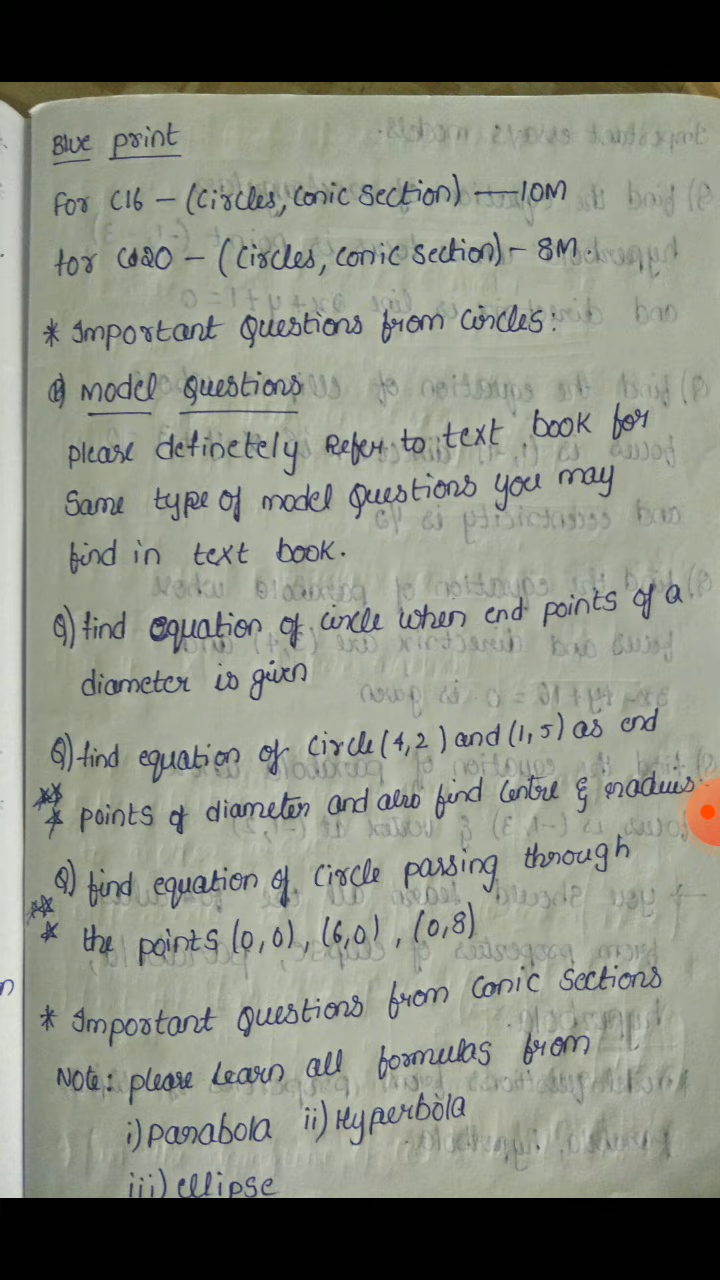 Blue print
For C16 - (Circles, Conic Section) — 10M
for C20 - (Circles, Conic Section) - 8M.
* Important Questions from Circles:
model Questions
please definetely Refer to text book for
Same type of model Questions you may
find in text book.
Q) find equation of circle when end points of a
diameter is given
Q) find equation of Circle (4,2) and (1,5) as end
** * points of diameter and also find Centre & radius.
Q) find equation of Circle passing through
** * the points (0,0), (6,0), (0,8)
* Important Questions from Conic Sections
Note: please Learn all formulas from
i) parabola ii) Hyperbola
iii) ellipse